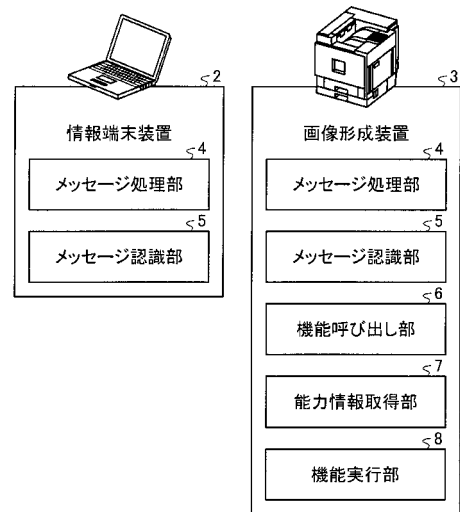 2
情報端末装置
4
メッセージ処理部
5
メッセージ認識部
3
画像形成装置
4
メッセージ処理部
5
メッセージ認識部
6
機能呼び出し部
7
能力情報取得部
8
機能実行部